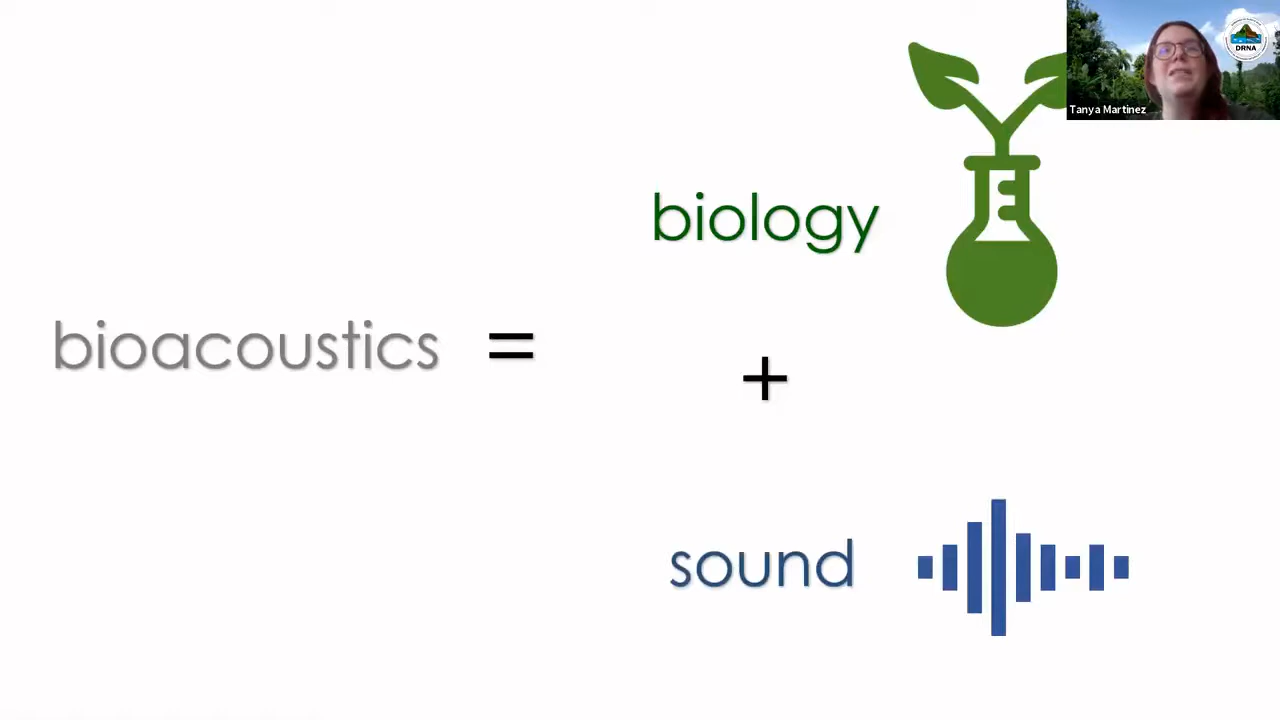 DRNA
Tanya Martinez
biology
bioacoustics =
+
sound